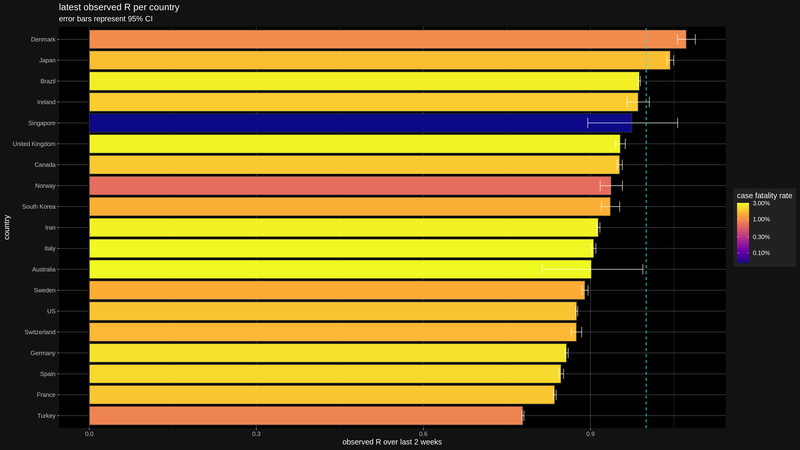 latest observed R per country
error bars represent 95% CI
Denmark
Japan
Brazil
Ireland
Singapore
United Kingdom
Canada
Norway
South Korea
Iran
Italy
Australia
Sweden
US
Switzerland
Germany
Spain
France
Turkey
country
0.0
0.3
0.6
0.9
observed R over last 2 weeks
case fatality rate
3.00%
1.00%
0.30%
0.10%